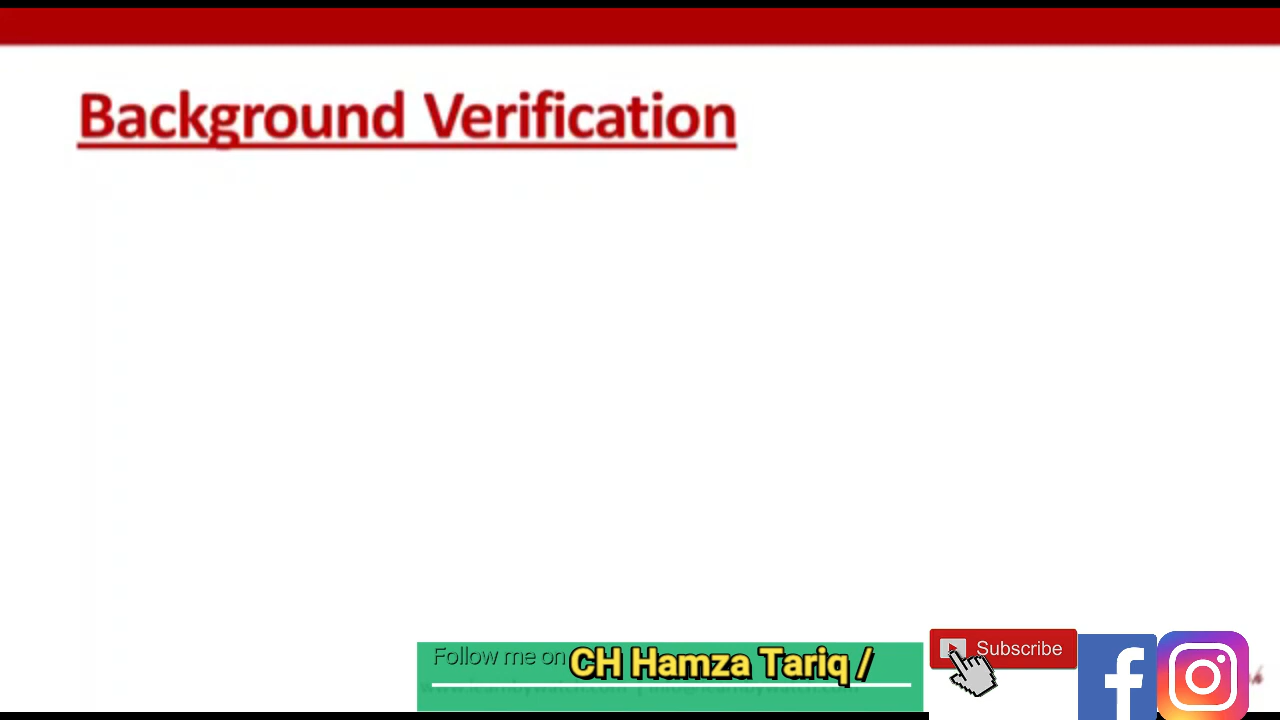 Background Verification
Follow me on CH Hamza Tariq /
Subscribe